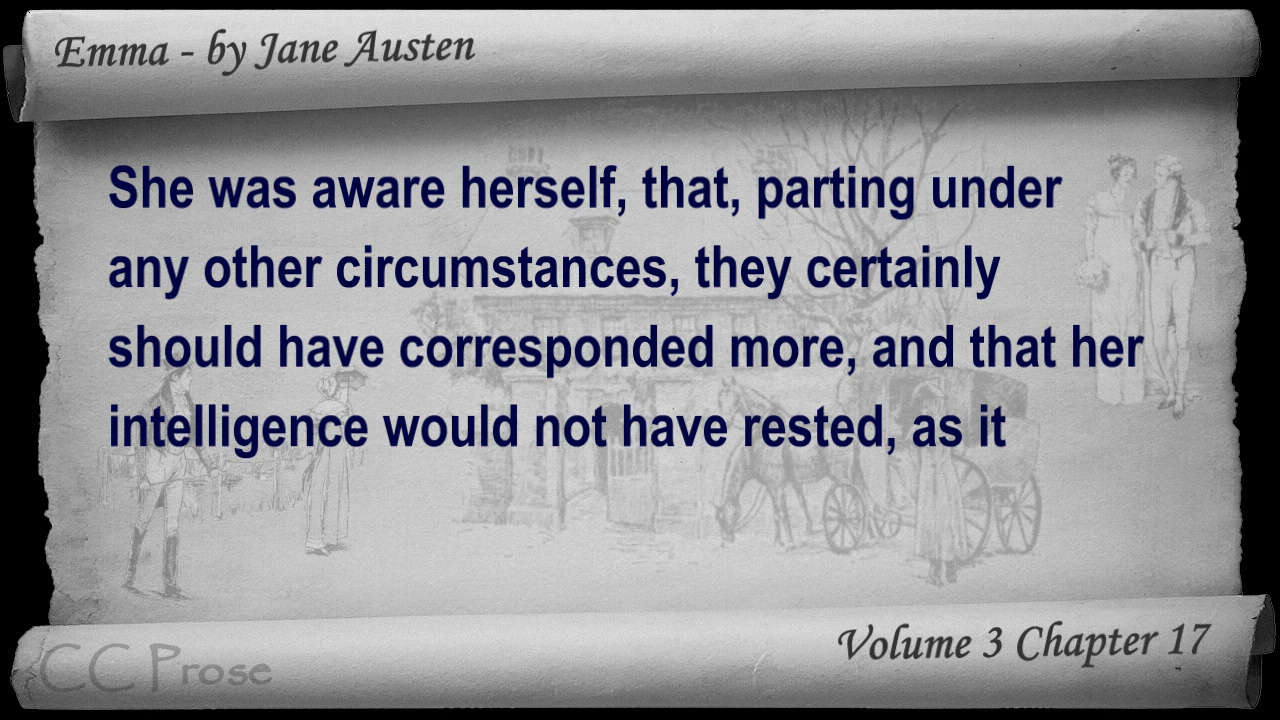 Emma - by Jane Austen
She was aware herself, that, parting under
any other circumstances, they certainly
should have corresponded more, and that her
intelligence would not have rested, as it
Volume 3 Chapter 17
CC Prose